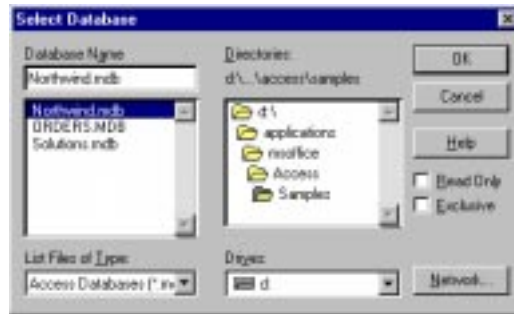 Select Database
Database Name
Northwind.mdb
Northwind.mdb
ORDERS.MDB
Solutions.mdb
List Files of Type:
Access Databases (*.m
Directories:
d:\...\access\samples
d:\
applications
msoffice
Access
Samples
Drives:
d:
OK
Cancel
Help
Read Only
Exclusive
Network...